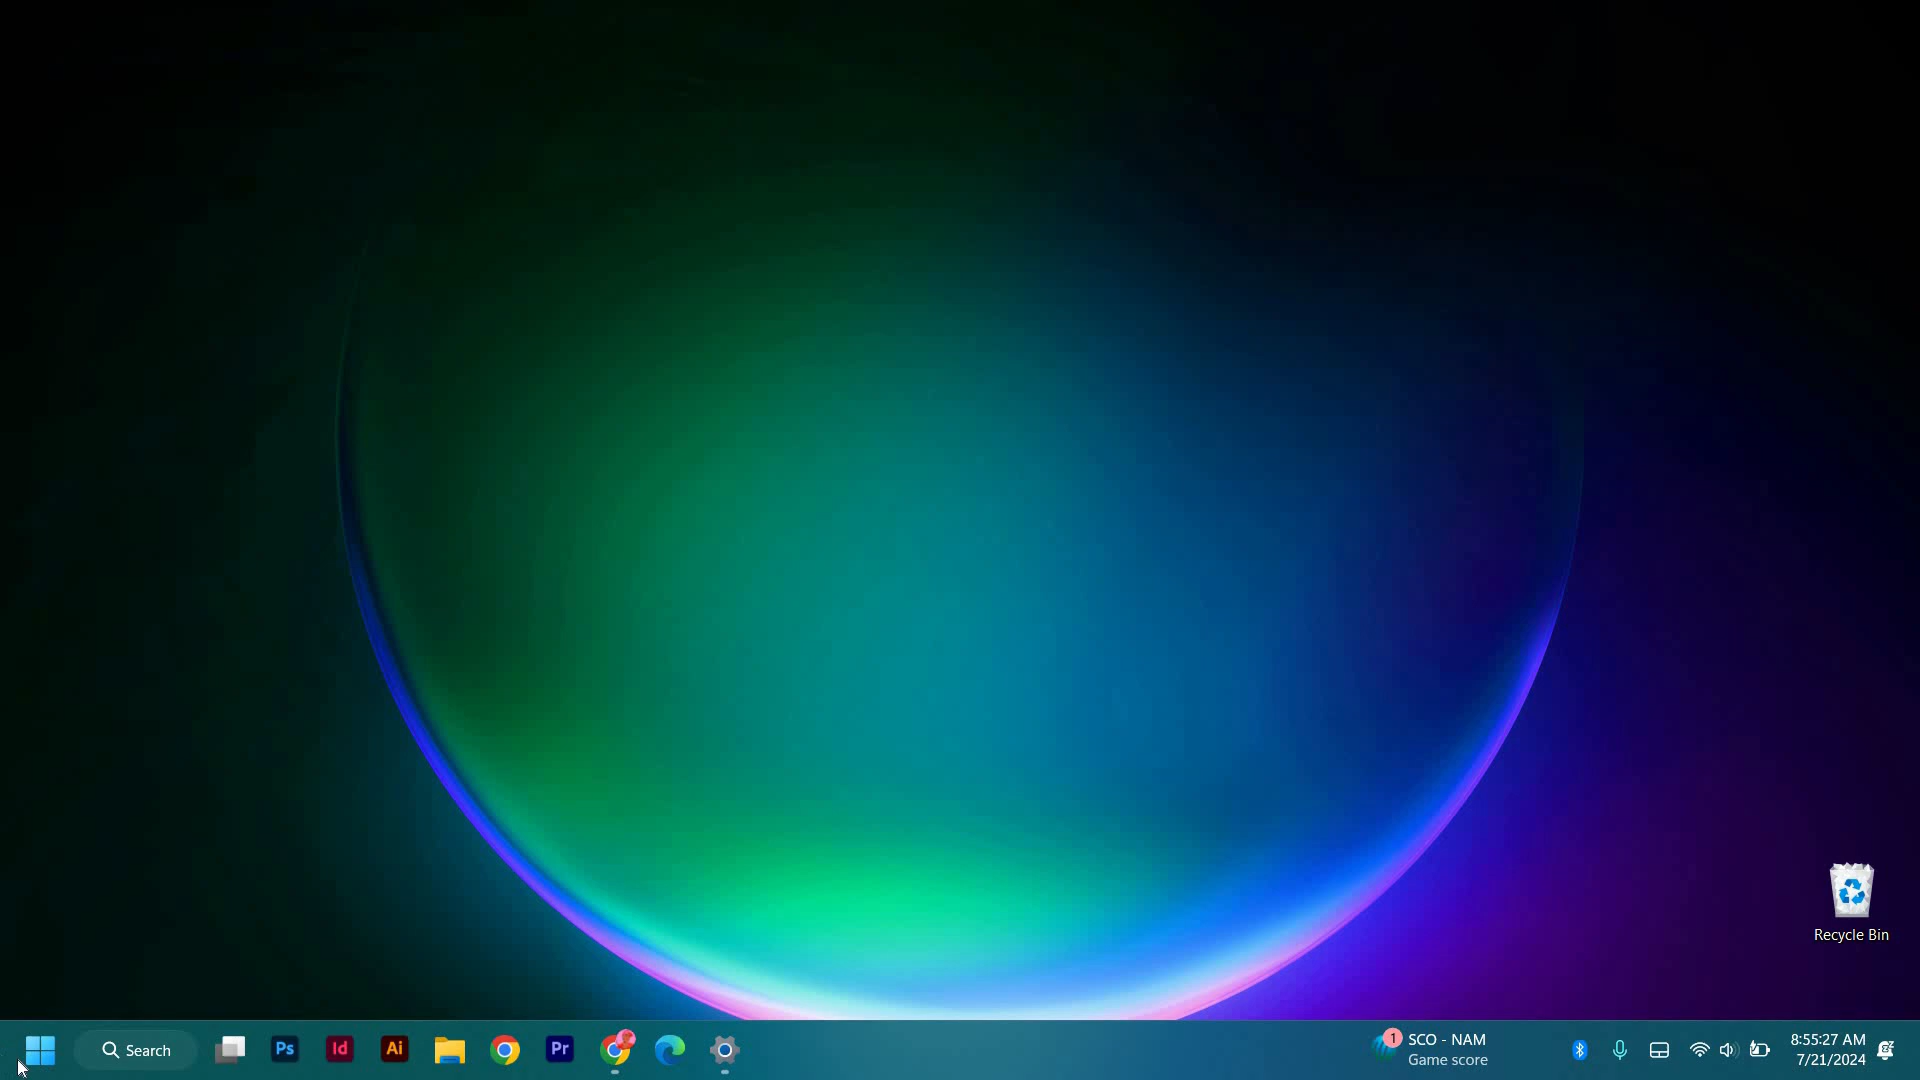 Recycle Bin
Search
Ps
Id
Ai
Pr
1
SCO - NAM
Game score
8:55:27 AM
7/21/2024